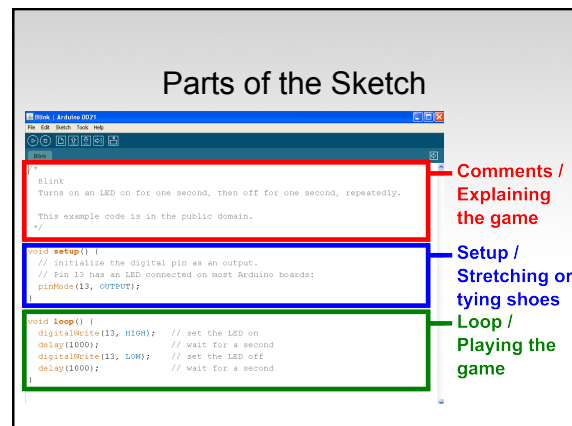 Parts of the Sketch
Blink | Arduino 0021
File Edit Sketch Tools Help
Blink
/*
Blink
Turns on an LED on for one second, then off for one second, repeatedly.
This example code is in the public domain.
*/
void setup() {
// initialize the digital pin as an output.
// Pin 13 has an LED connected on most Arduino boards:
pinMode(13, OUTPUT);
}
void loop() {
digitalWrite(13, HIGH); // set the LED on
delay(1000); // wait for a second
digitalWrite(13, LOW); // set the LED off
delay(1000); // wait for a second
}
Comments /
Explaining
the game
Setup /
Stretching or
tying shoes
Loop /
Playing the
game